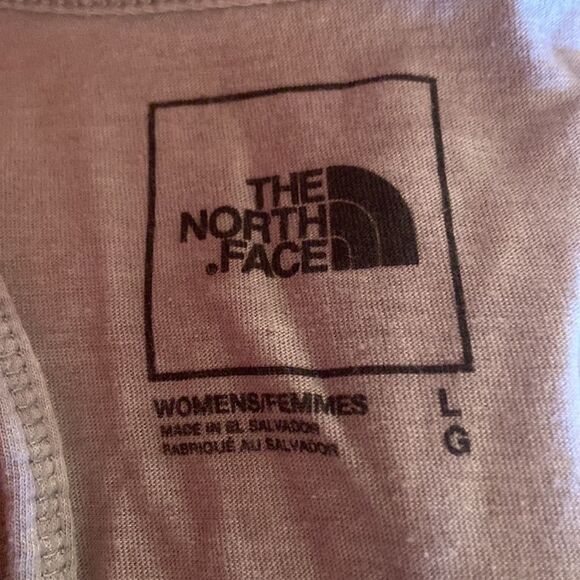 THE
NORTH
FACE
WOMENS/FEMMES
MADE IN EL SALVADOR
FABRIQUÉ AU SALVADOR
L
G